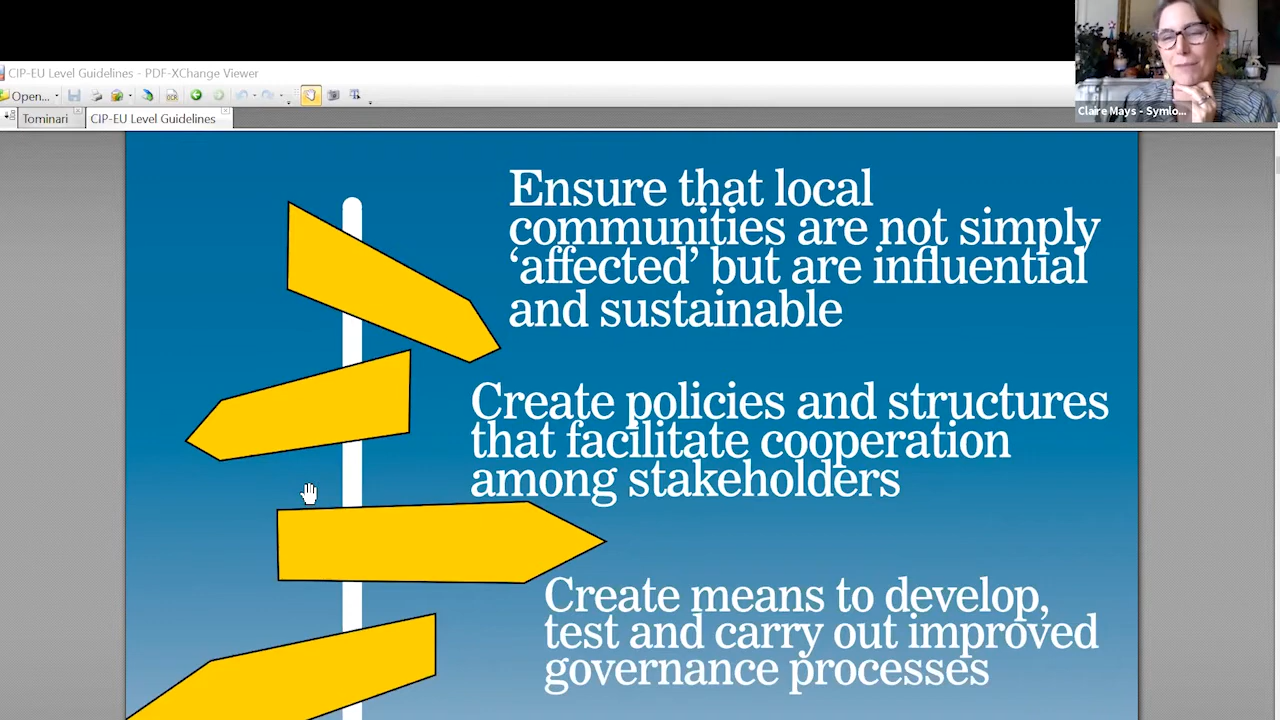 CIP-EU Level Guidelines - PDF-XChange Viewer
Open...
Tominari
CIP-EU Level Guidelines
Claire Mays - Symlo...
Ensure that local
communities are not simply
‘affected’ but are influential
and sustainable
Create policies and structures
that facilitate cooperation
among stakeholders
Create means to develop,
test and carry out improved
governance processes